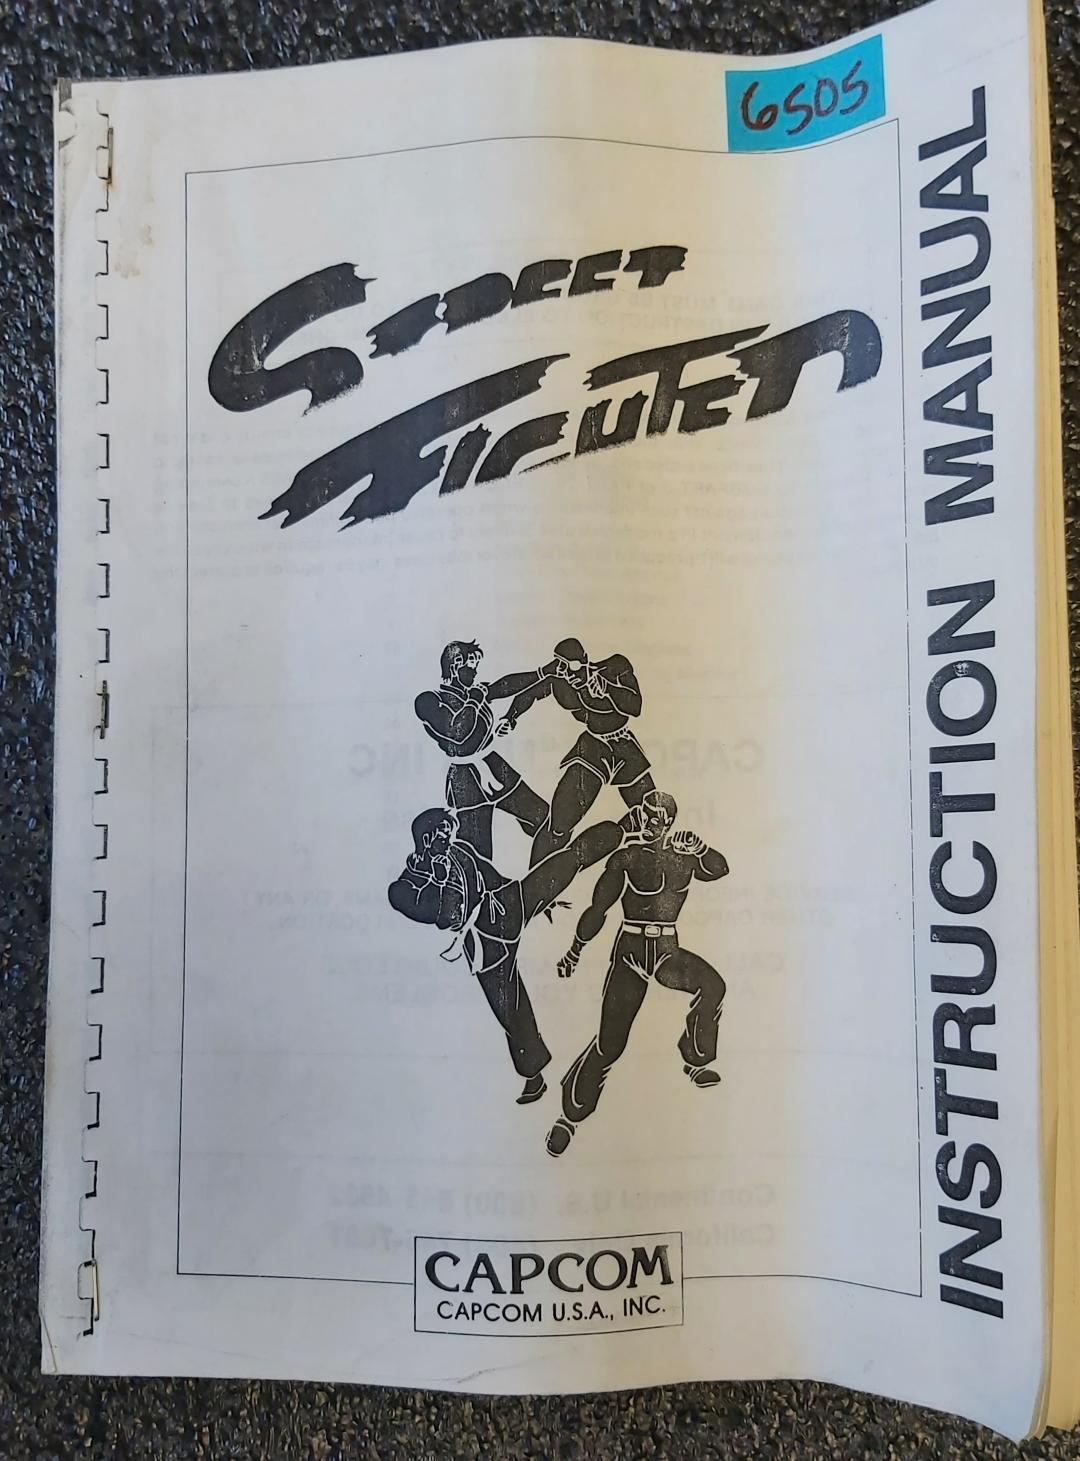 6505
STREET
FIGHTER
INSTRUCTION MANUAL
CAPCOM
CAPCOM U.S.A., INC.